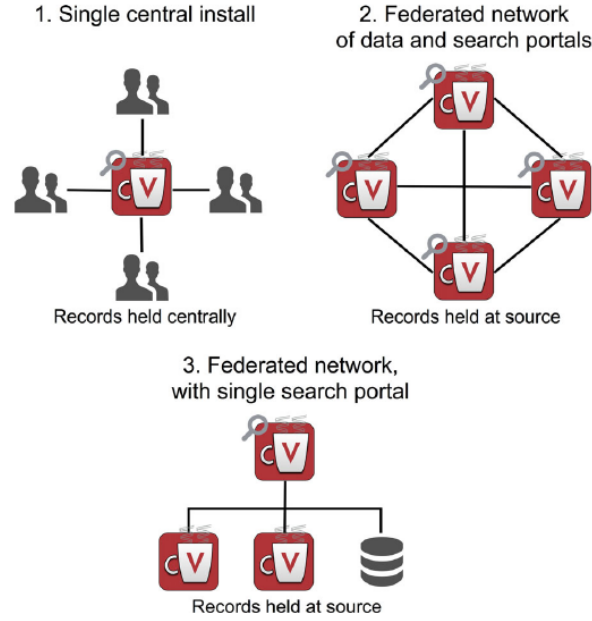 1. Single central install
2. Federated network
of data and search portals
C V
C V
C V
C V
C V
Records held centrally
Records held at source
3. Federated network,
with single search portal
C V
C V
C V
Records held at source